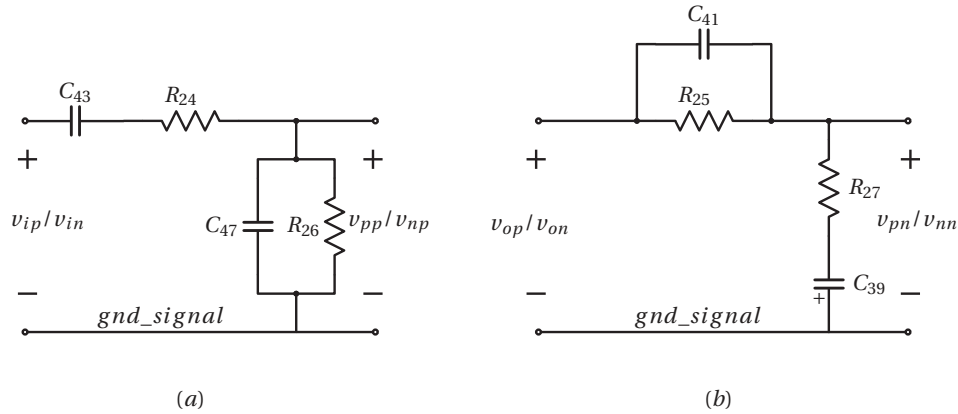 C41
C43
R24
R25
+ + + +
R27
vip/vin
C47
R26
vpp/vnp
vop/von
vpn/vnn
C39
+
− − − −
gnd_signal
gnd_signal
(a)
(b)